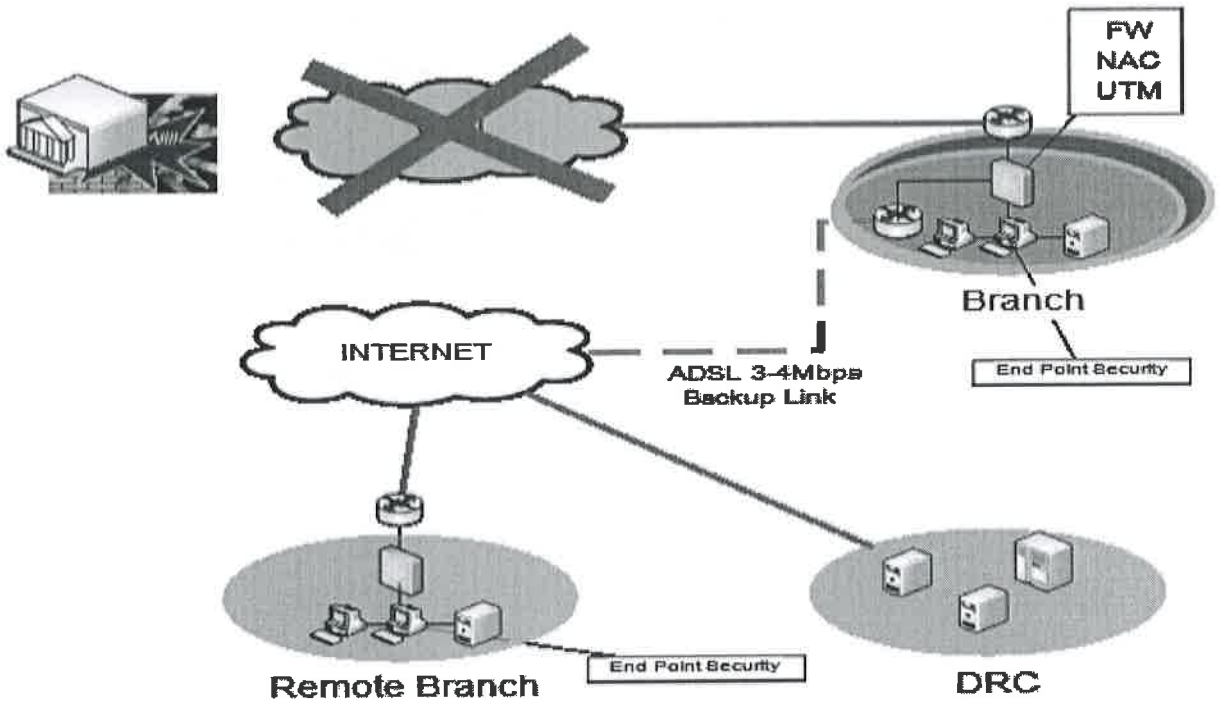 FW
NAC
UTM
Branch
End Point Security
INTERNET
ADSL 3-4Mbps
Backup Link
End Point Security
Remote Branch
DRC